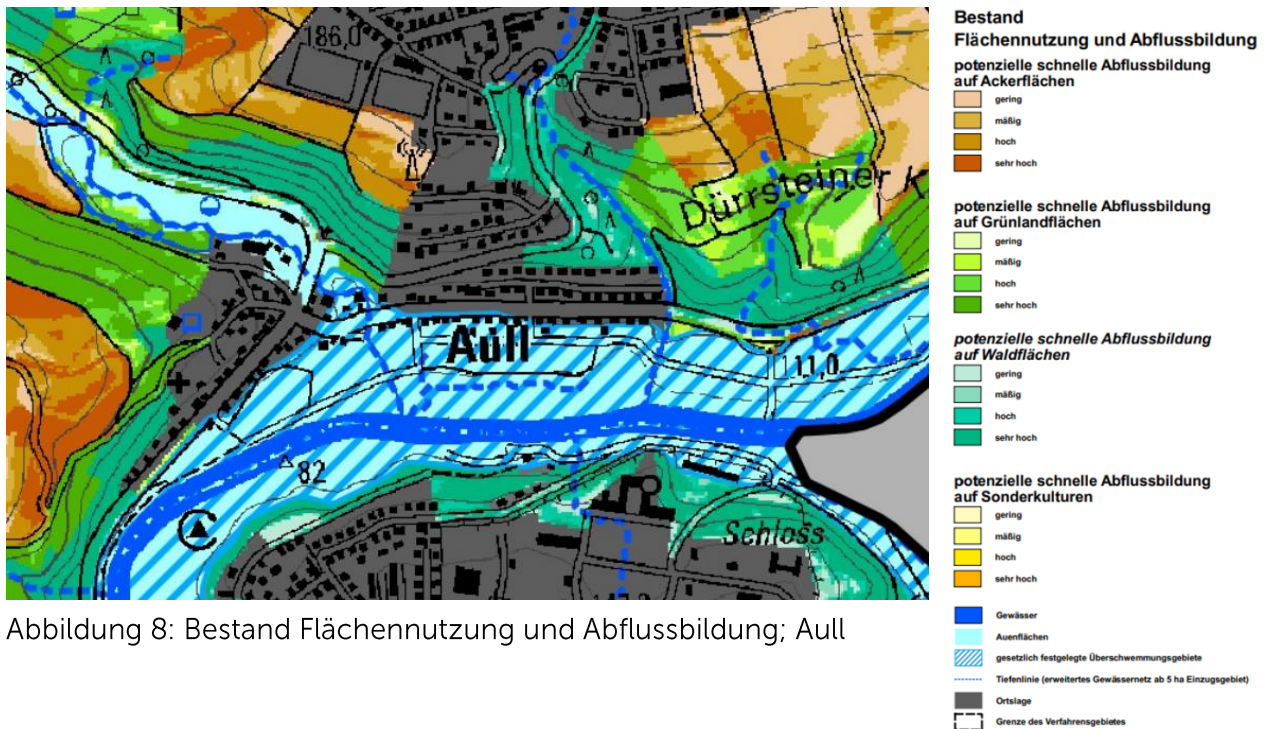 186,0
Dürrsteiner
Aull
111,0
82
Schloss
Abbildung 8: Bestand Flächennutzung und Abflussbildung; Aull
Bestand
Flächennutzung und Abflussbildung
potenzielle schnelle Abflussbildung
auf Ackerflächen
gering
mäßig
hoch
sehr hoch
potenzielle schnelle Abflussbildung
auf Grünlandflächen
gering
mäßig
hoch
sehr hoch
potenzielle schnelle Abflussbildung
auf Waldflächen
gering
mäßig
hoch
sehr hoch
potenzielle schnelle Abflussbildung
auf Sonderkulturen
gering
mäßig
hoch
sehr hoch
Gewässer
Auenflächen
gesetzlich festgelegte Überschwemmungsgebiete
Tiefenlinie (erweitertes Gewässernetz ab 5 ha Einzugsgebiet)
Ortslage
Grenze des Verfahrensgebietes